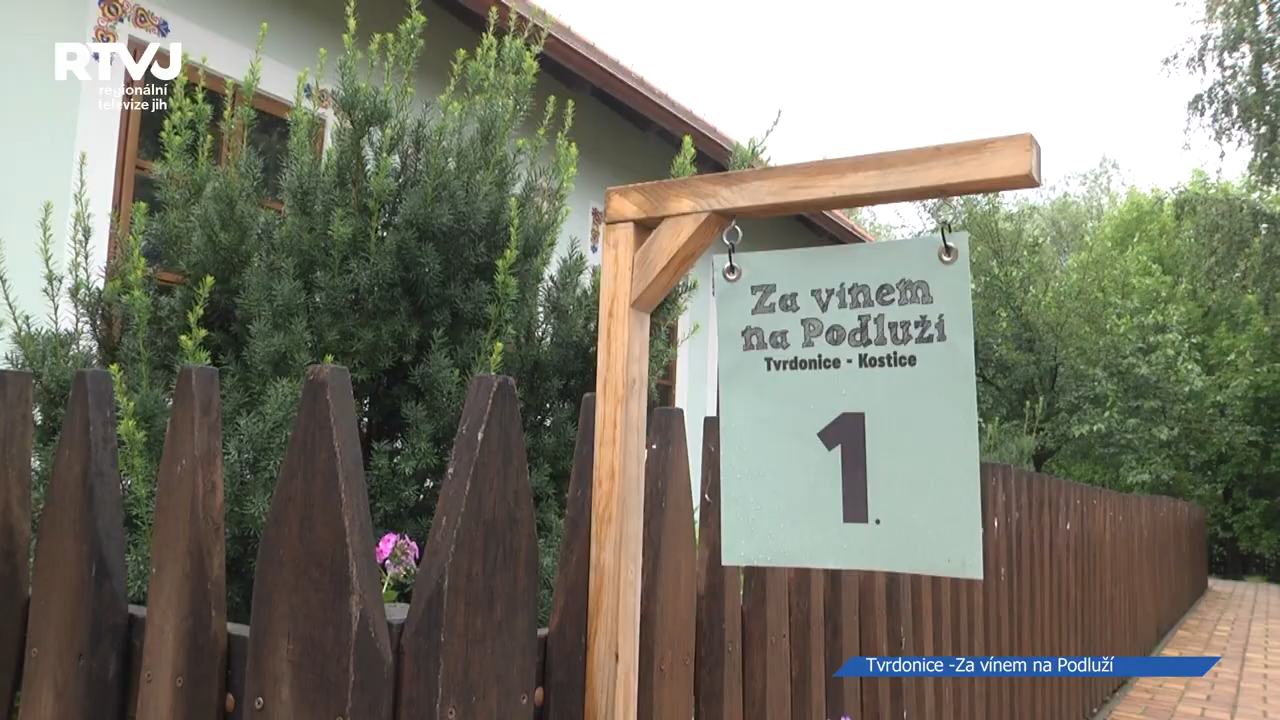 RTVJ
regionální
televize jih
Za vínem
na Podluží
Tvrdonice - Kostice
1.
Tvrdonice -Za vínem na Podluží